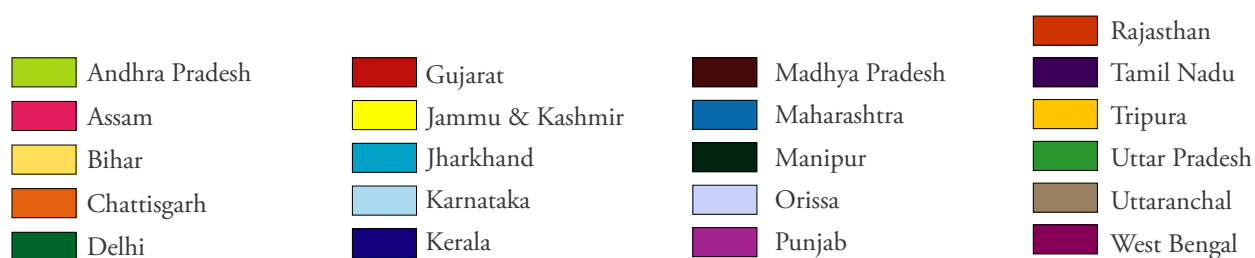 Andhra Pradesh
Assam
Bihar
Chattisgarh
Delhi
Gujarat
Jammu & Kashmir
Jharkhand
Karnataka
Kerala
Madhya Pradesh
Maharashtra
Manipur
Orissa
Punjab
Rajasthan
Tamil Nadu
Tripura
Uttar Pradesh
Uttaranchal
West Bengal